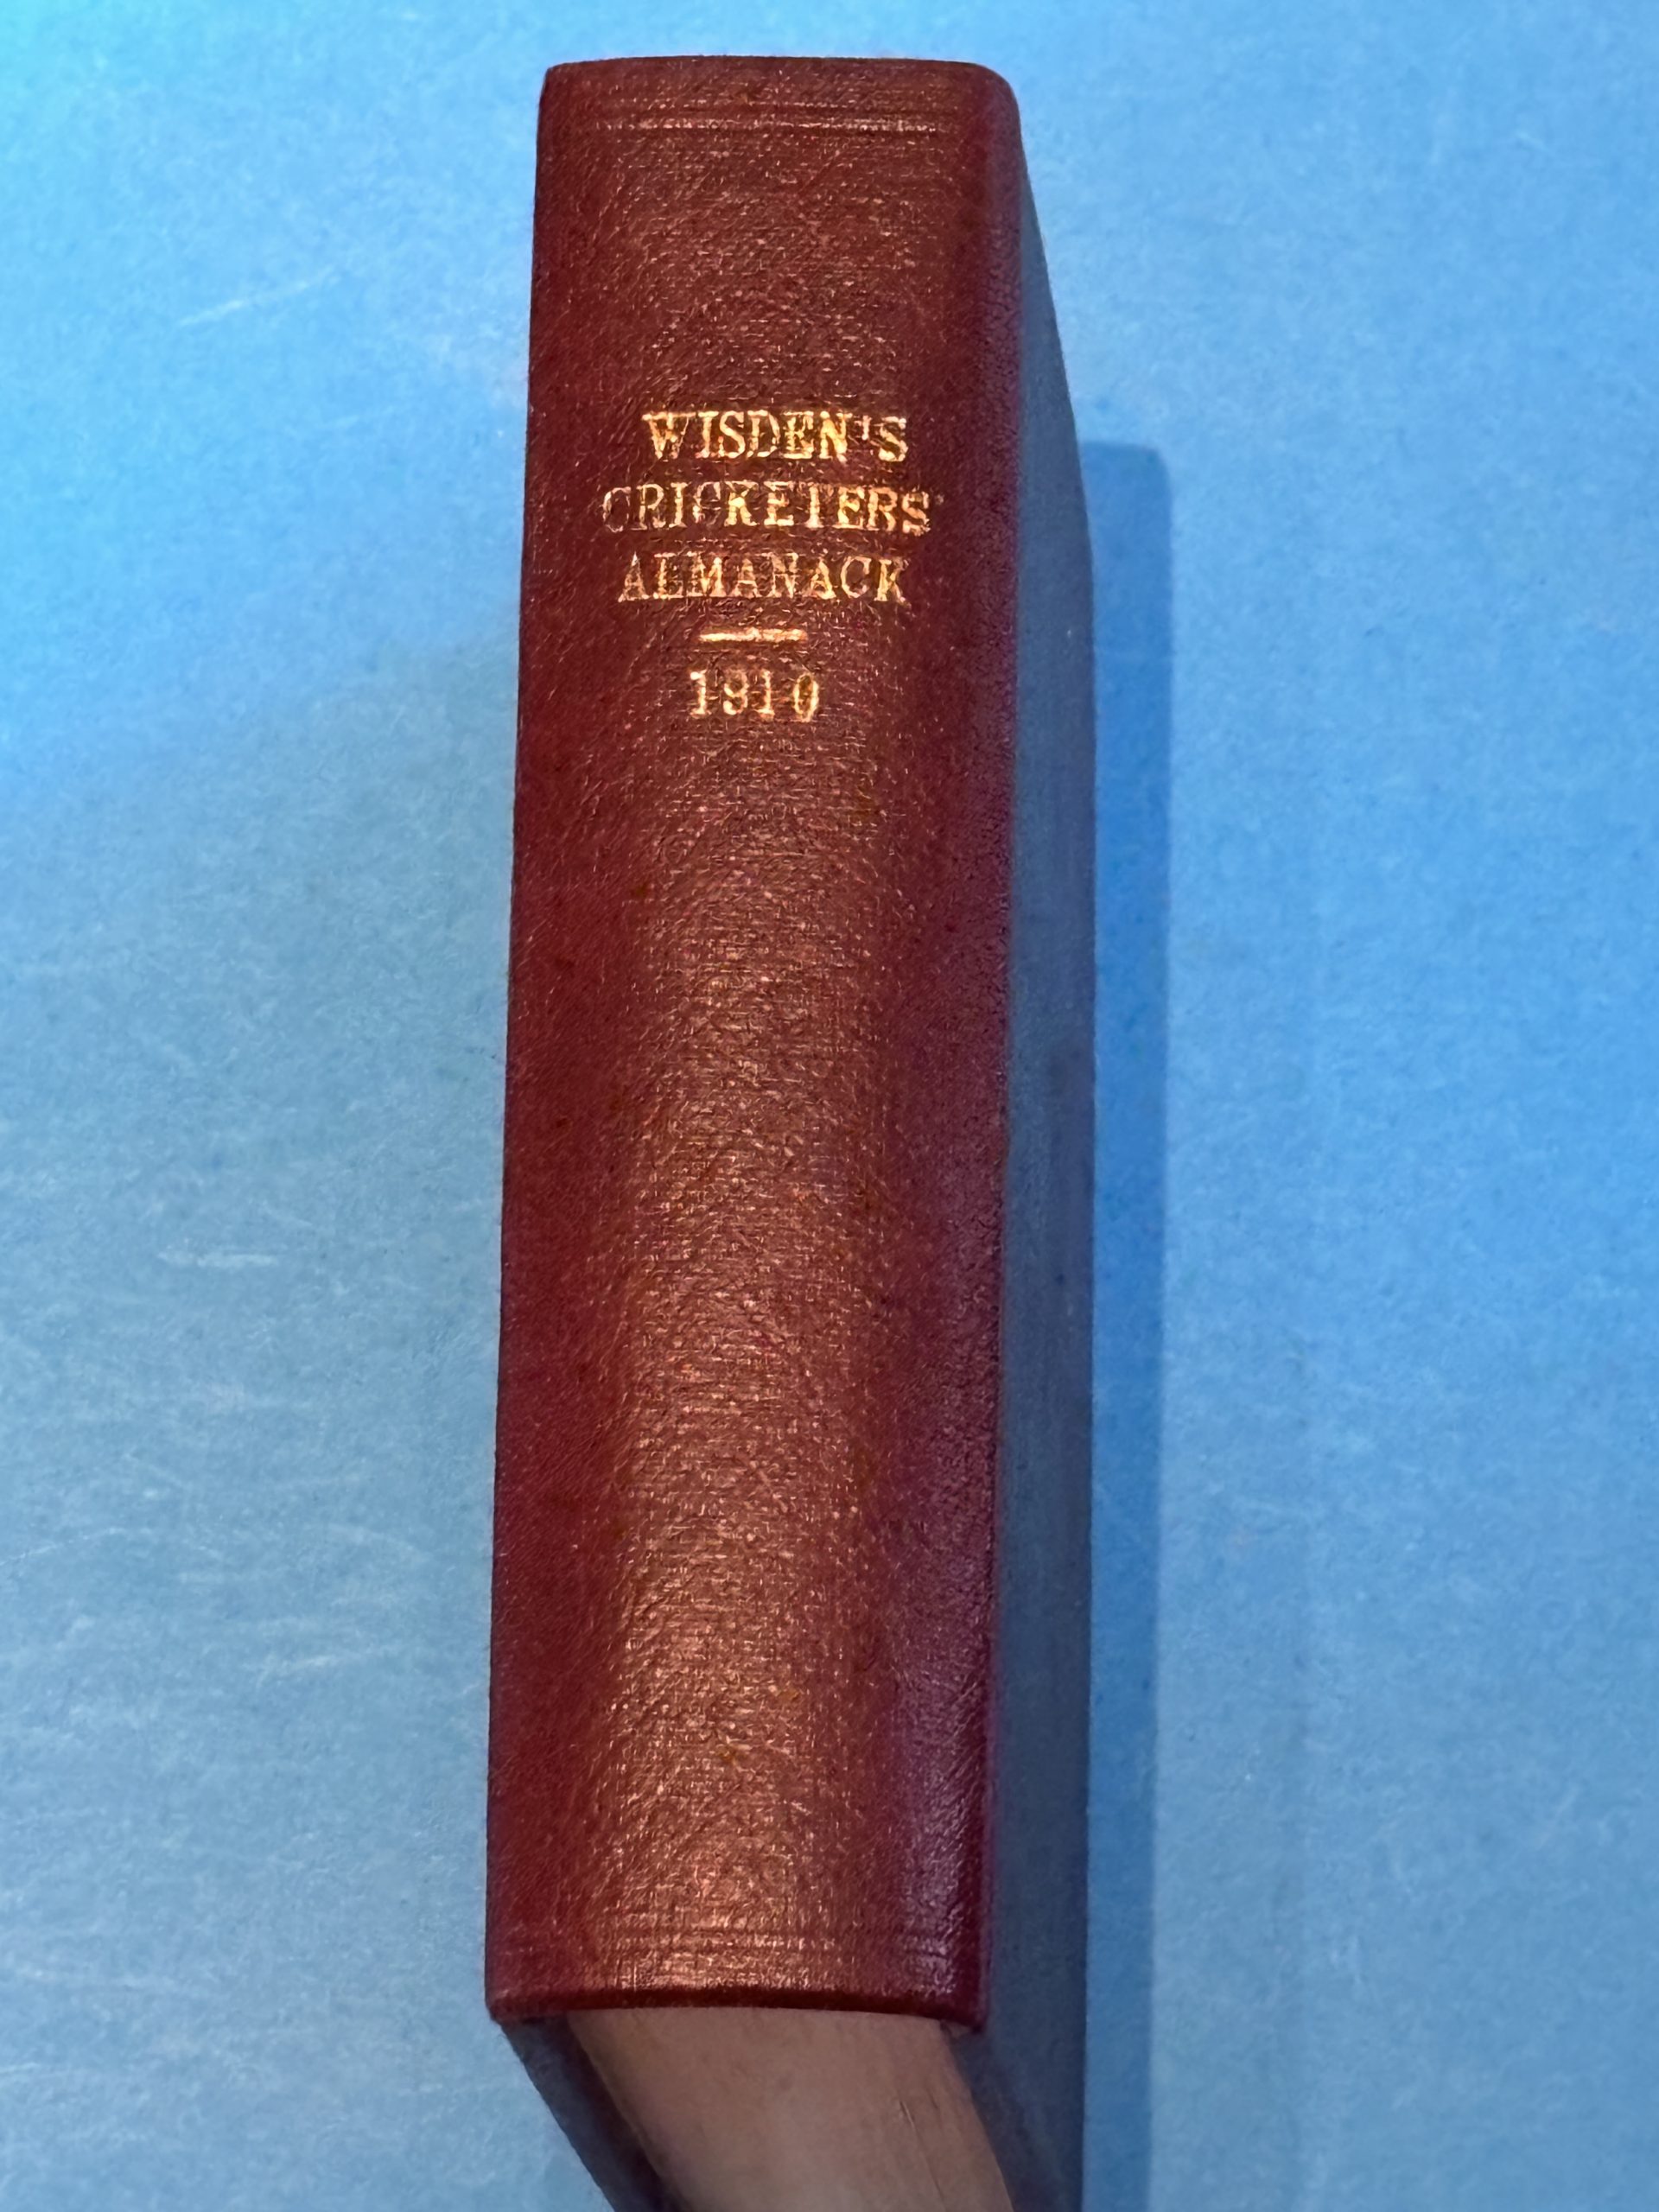 WISDEN'S
CRICKETERS'
ALMANACK
1910